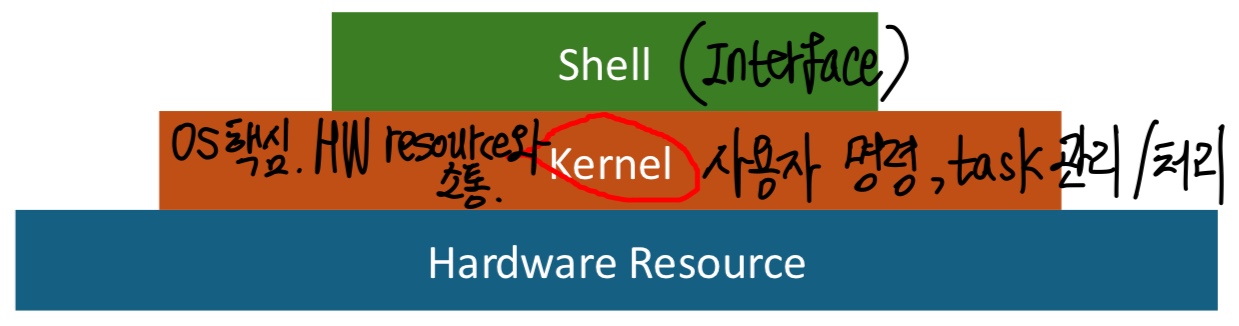 Shell (Interface)
OS핵심. HW resource와 소통. Kernel 사용자 명령, task 관리/처리
Hardware Resource